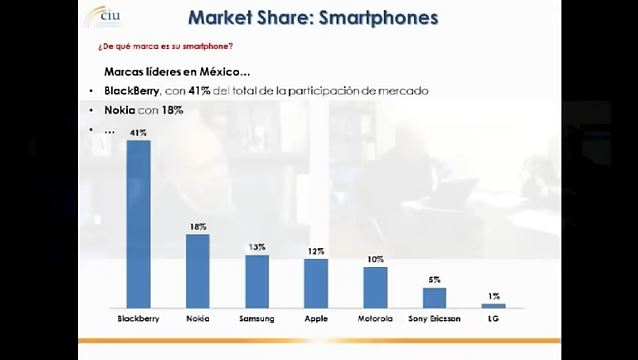 ciu
Market Share: Smartphones
¿De qué marca es su smartphone?
Marcas líderes en México...
• BlackBerry, con 41% del total de la participación de mercado
• Nokia con 18%
• ...
41%
18%
13%
12%
10%
5%
1%
Blackberry Nokia Samsung Apple Motorola Sony Ericsson LG